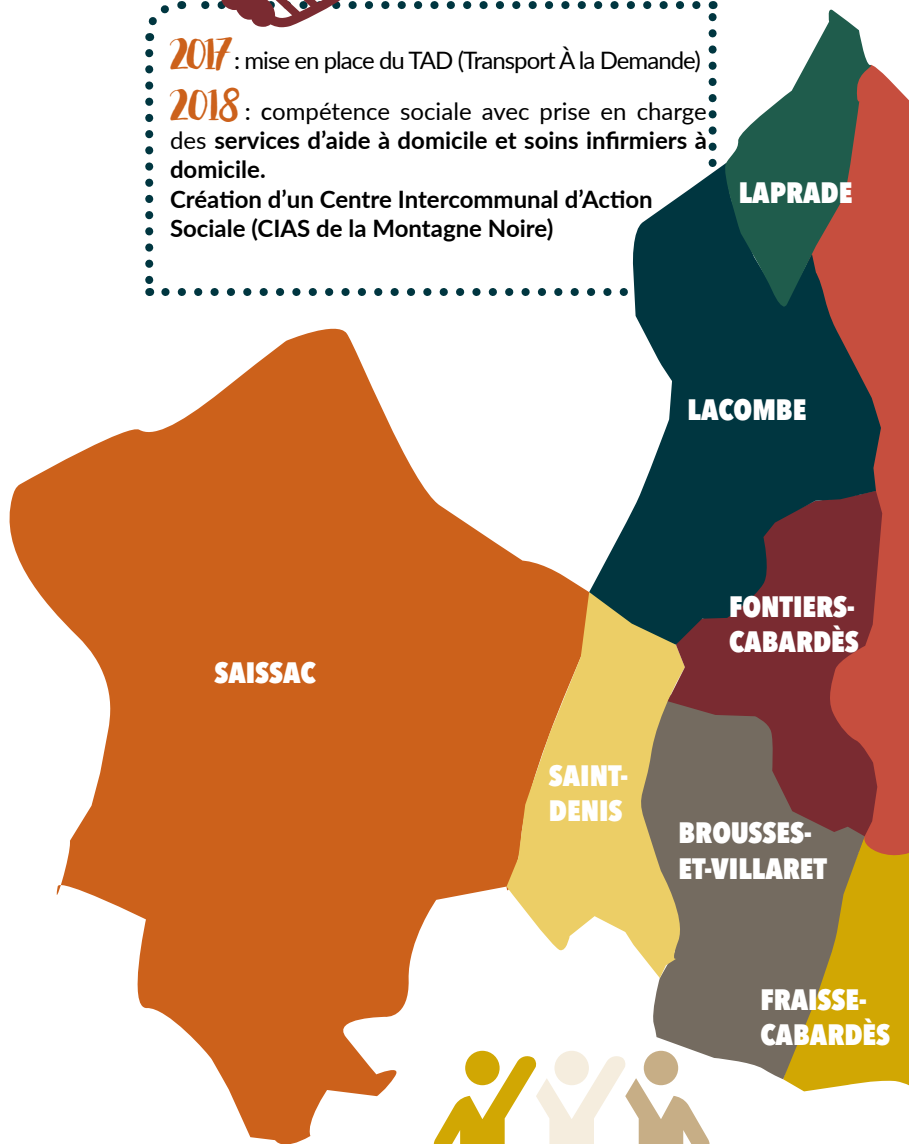 2017 : mise en place du TAD (Transport À la Demande)
2018 : compétence sociale avec prise en charge
des services d’aide à domicile et soins infirmiers à
domicile.
Création d’un Centre Intercommunal d’Action
Sociale (CIAS de la Montagne Noire)
LAPRADE
LACOMBE
FONTIERS-
CABARDÈS
SAISSAC
SAINT-
DENIS
BROUSSES-
ET-VILLARET
FRAISSE-
CABARDÈS